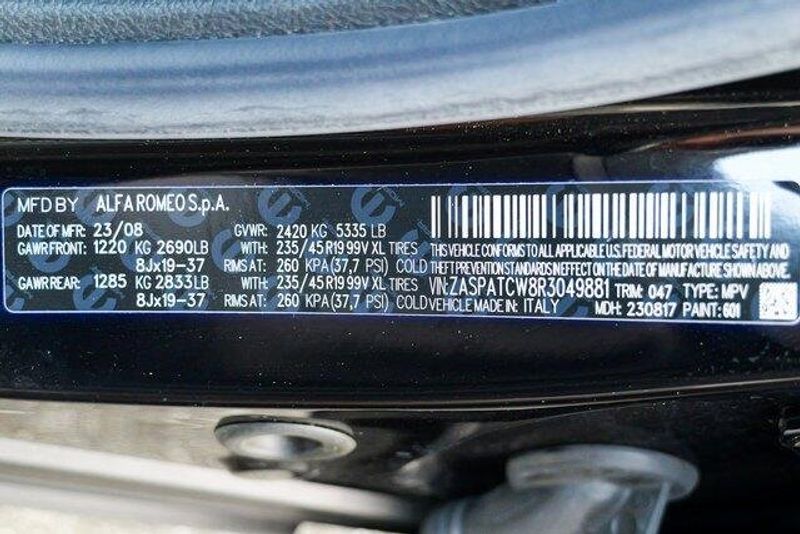 MFD BY ALFA ROMEO S.p.A.
DATE OF MFR: 23/08 GVWR: 2420 KG 5335 LB
GAWR FRONT: 1220 KG 2690LB WITH: 235/45 R19 99V XL TIRES
8Jx19-37 RIMS AT: 260 KPA (37,7 PSI) COLD
GAWR REAR: 1285 KG 2833LB WITH: 235/45 R19 99V XL TIRES
8Jx19-37 RIMS AT: 260 KPA (37,7 PSI) COLD
THIS VEHICLE CONFORMS TO ALL APPLICABLE U.S. FEDERAL MOTOR VEHICLE SAFETY AND
THEFT PREVENTION STANDARDS IN EFFECT ON THE DATE OF MANUFACTURE SHOWN ABOVE.
VIN: ZASPATCW8R3049881 TRIM: 047 TYPE: MPV
VEHICLE MADE IN: ITALY MDH: 230817 PAINT: 601